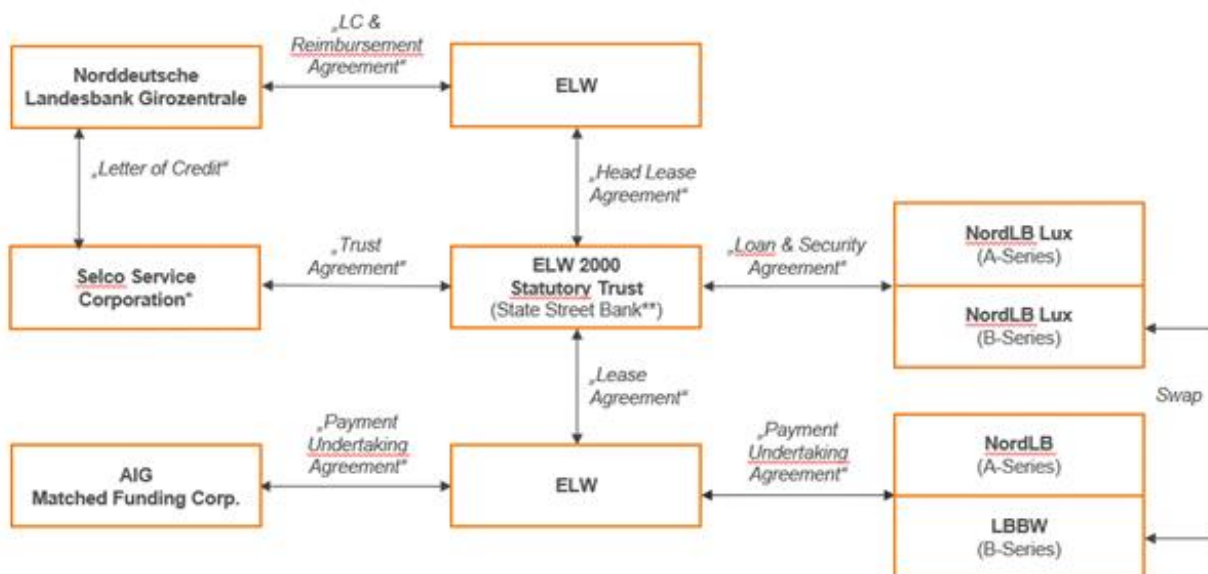 „LC &
Reimbursement
Agreement“
Norddeutsche
Landesbank Girozentrale
ELW
„Letter of Credit“
„Head Lease
Agreement“
Selco Service
Corporation*
„Trust
Agreement“
ELW 2000
Statutory Trust
(State Street Bank**)
„Loan & Security
Agreement“
NordLB Lux
(A-Series)
NordLB Lux
(B-Series)
„Lease
Agreement“
Swap
AIG
Matched Funding Corp.
„Payment
Undertaking
Agreement“
ELW
„Payment
Undertaking
Agreement“
NordLB
(A-Series)
LBBW
(B-Series)